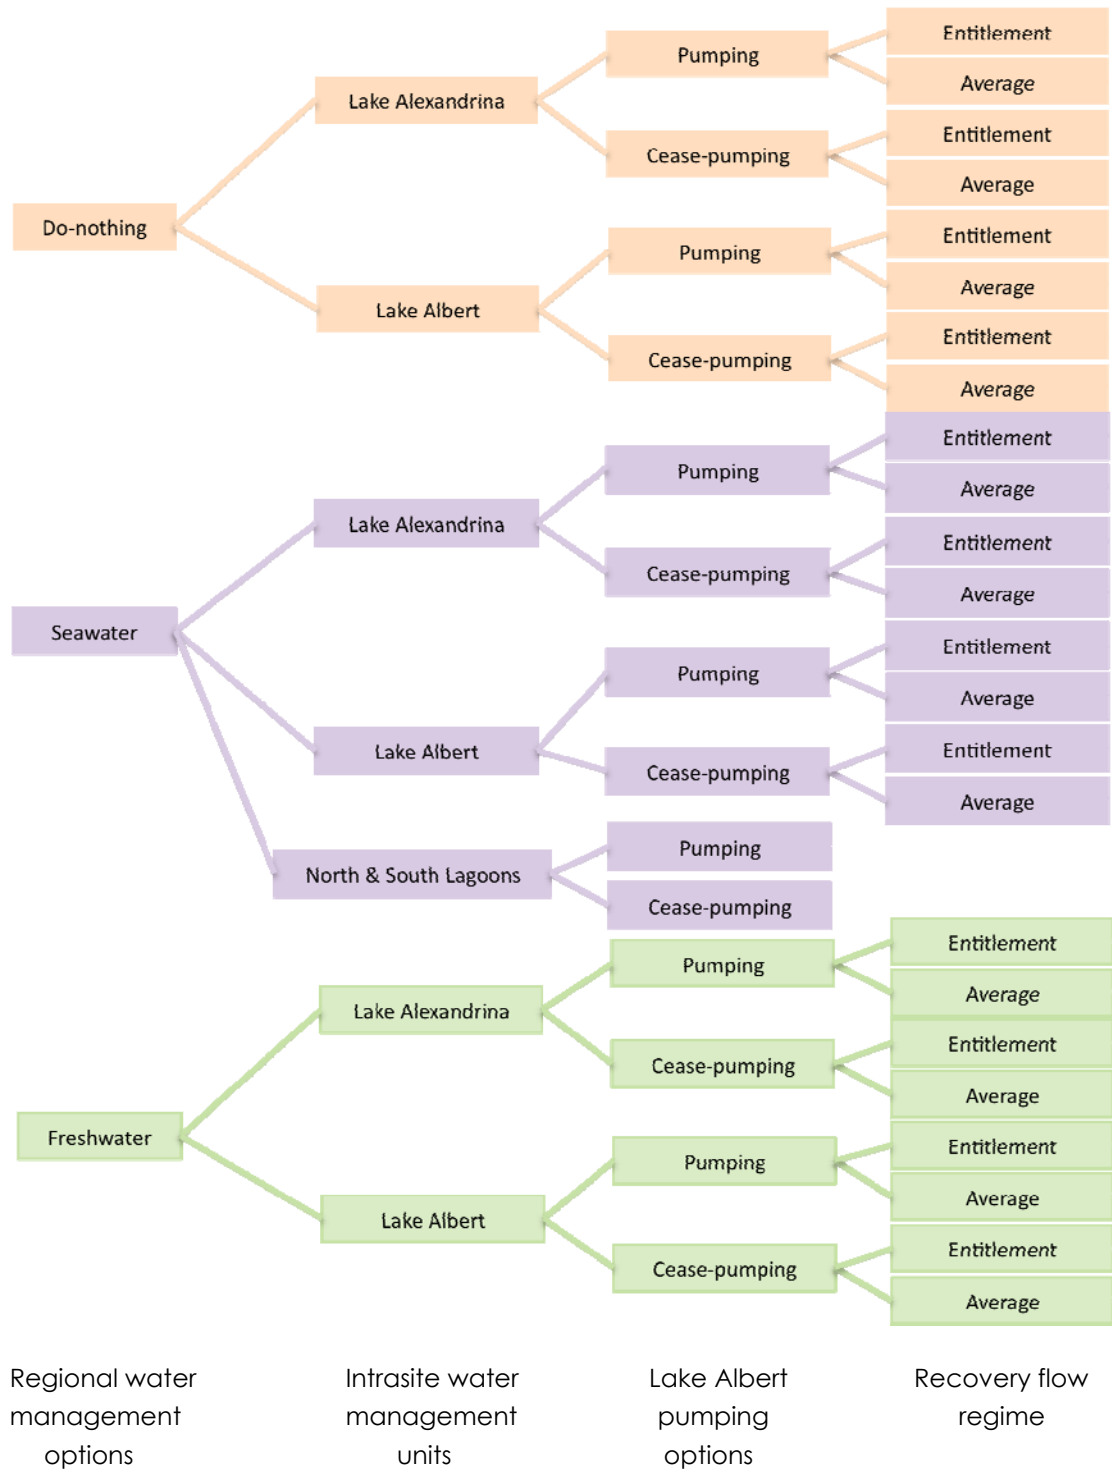 Do-nothing
Lake Alexandrina
Pumping
Entitlement
Average
Cease-pumping
Entitlement
Average
Lake Albert
Pumping
Entitlement
Average
Cease-pumping
Entitlement
Average
Seawater
Lake Alexandrina
Pumping
Entitlement
Average
Cease-pumping
Entitlement
Average
Lake Albert
Pumping
Entitlement
Average
Cease-pumping
Entitlement
Average
North & South Lagoons
Pumping
Cease-pumping
Freshwater
Lake Alexandrina
Pumping
Entitlement
Average
Cease-pumping
Entitlement
Average
Lake Albert
Pumping
Entitlement
Average
Cease-pumping
Entitlement
Average
Regional water
management
options
Intrasite water
management
units
Lake Albert
pumping
options
Recovery flow
regime